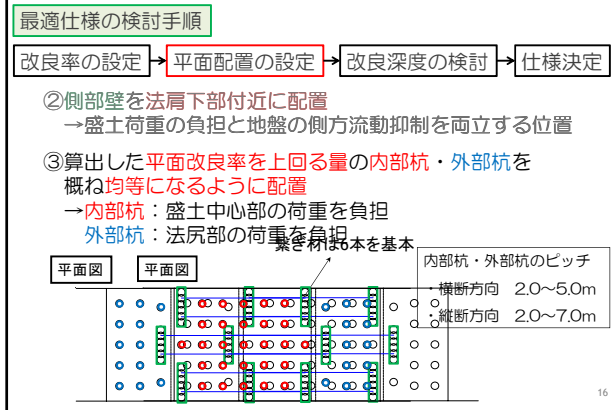 最適仕様の検討手順
改良率の設定
平面配置の設定
改良深度の検討
仕様決定
②側部壁を法肩下部付近に配置
→盛土荷重の負担と地盤の側方流動抑制を両立する位置
③算出した平面改良率を上回る量の内部杭・外部杭を
概ね均等になるように配置
→内部杭：盛土中心部の荷重を負担
外部杭：法尻部の荷重を負担
繋ぎ材は6本を基本
平面図
平面図
内部杭・外部杭のピッチ
・横断方向　2.0～5.0m
・縦断方向　2.0～7.0m
16